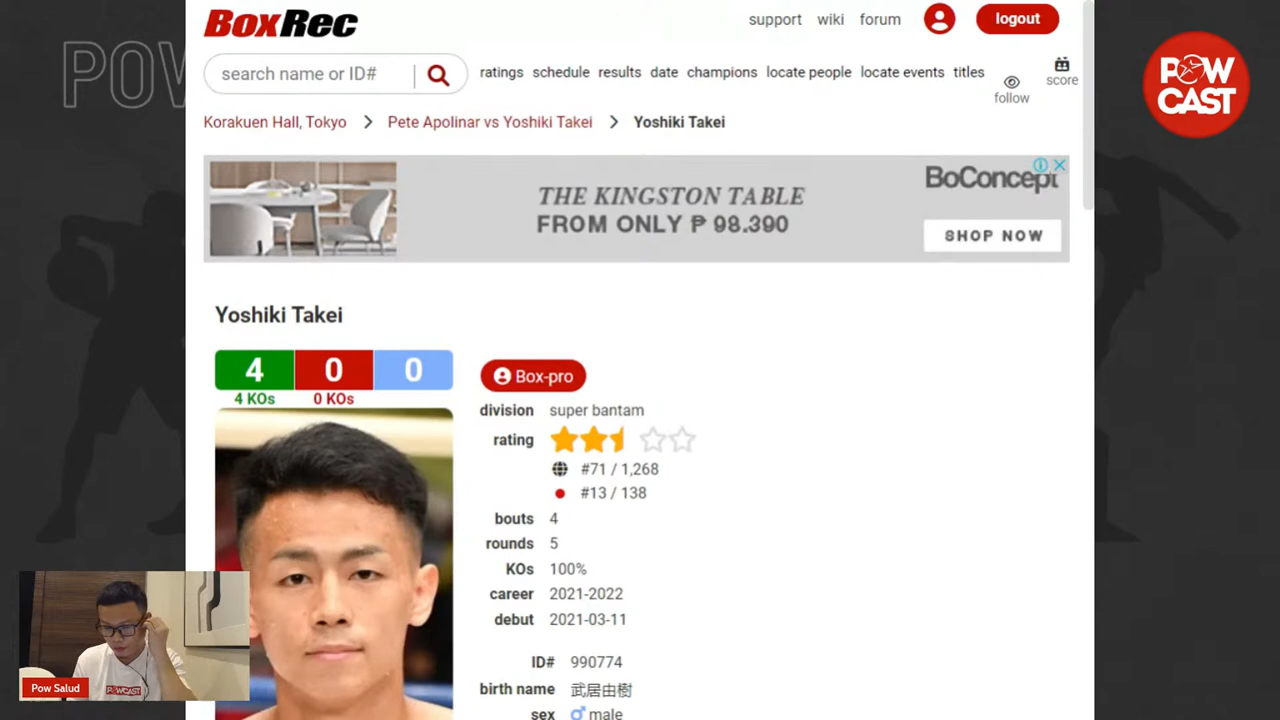 POW
BoxRec
support wiki forum logout
search name or ID#
ratings schedule results date champions locate people locate events titles
follow
score
POW
CAST
Korakuen Hall, Tokyo > Pete Apolinar vs Yoshiki Takei > Yoshiki Takei
THE KINGSTON TABLE
FROM ONLY ₱ 98.390
BoConcept
SHOP NOW
Yoshiki Takei
4 0 0
4 KOs 0 KOs
Box-pro
division super bantam
rating
#71 / 1,268
#13 / 138
bouts 4
rounds 5
KOs 100%
career 2021-2022
debut 2021-03-11
ID# 990774
birth name 武居由樹
sex ♂ male
POWCAST
Pow Salud